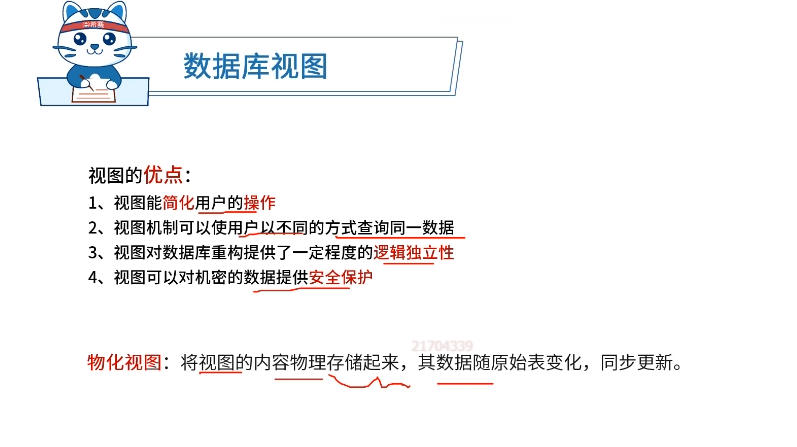 数据库视图
视图的优点：
1、视图能简化用户的操作
2、视图机制可以使用户以不同的方式查询同一数据
3、视图对数据库重构提供了一定程度的逻辑独立性
4、视图可以对机密的数据提供安全保护
21704339
物化视图：将视图的内容物理存储起来，其数据随原始表变化，同步更新。